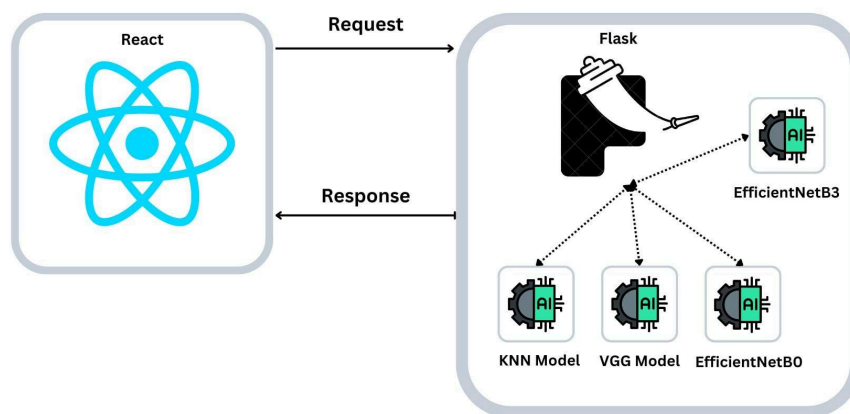 React
Request
Response
Flask
AI
EfficientNetB3
AI
AI
AI
KNN Model
VGG Model
EfficientNetB0